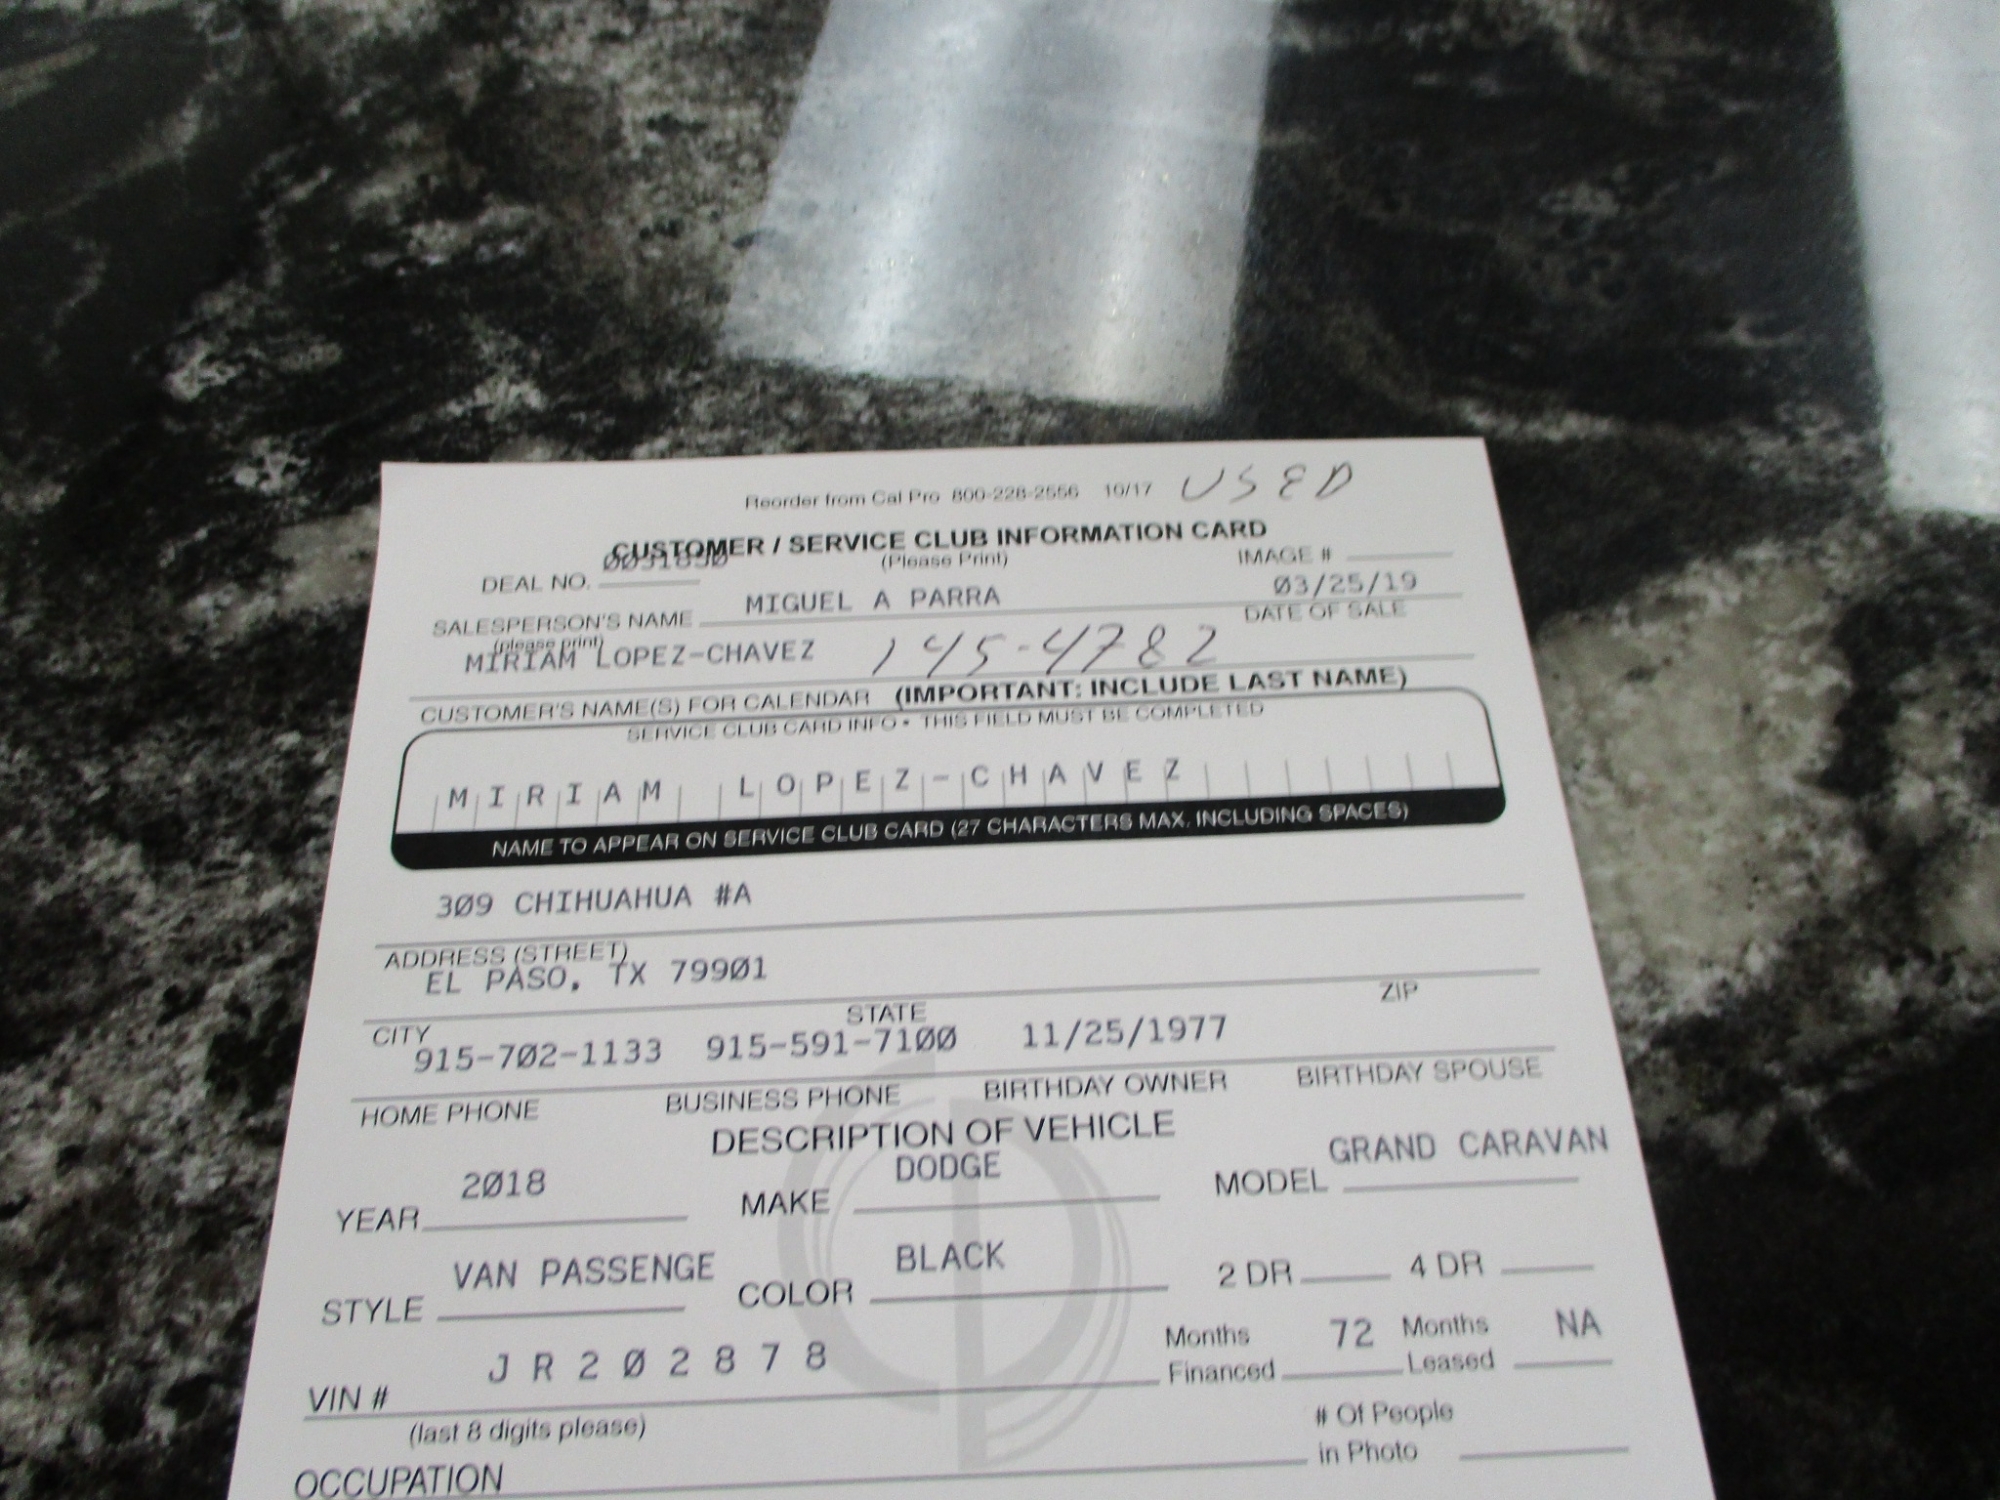 Reorder from Cal Pro 800-228-2556 10/17 USED
CUSTOMER / SERVICE CLUB INFORMATION CARD
(Please Print)
DEAL NO. 0031830
IMAGE #
SALESPERSON'S NAME MIGUEL A PARRA 03/25/19
(please print)
DATE OF SALE
MIRIAM LOPEZ-CHAVEZ 145-4782
CUSTOMER'S NAME(S) FOR CALENDAR (IMPORTANT: INCLUDE LAST NAME)
SERVICE CLUB CARD INFO • THIS FIELD MUST BE COMPLETED
MIRIAM LOPEZ-CHAVEZ
NAME TO APPEAR ON SERVICE CLUB CARD (27 CHARACTERS MAX. INCLUDING SPACES)
309 CHIHUAHUA #A
ADDRESS (STREET)
EL PASO, TX 79901
CITY STATE ZIP
915-702-1133 915-591-7100 11/25/1977
HOME PHONE BUSINESS PHONE BIRTHDAY OWNER BIRTHDAY SPOUSE
DESCRIPTION OF VEHICLE
YEAR 2018 MAKE DODGE MODEL GRAND CARAVAN
STYLE VAN PASSENGE COLOR BLACK 2 DR 4 DR
VIN # JR202878 Months Financed 72 Months Leased NA
(last 8 digits please)
# Of People in Photo
OCCUPATION